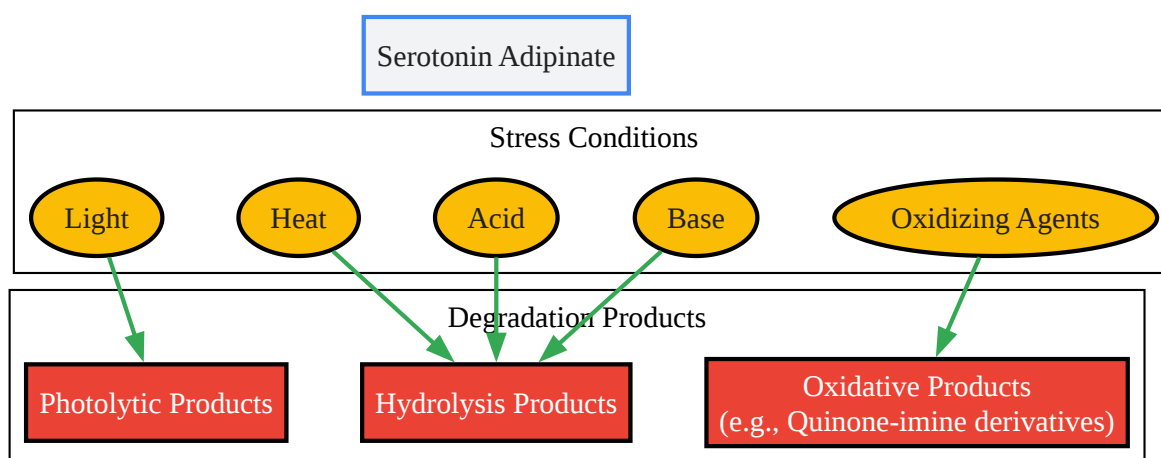 Serotonin Adipinate
Stress Conditions
Light
Heat
Acid
Base
Oxidizing Agents
Degradation Products
Photolytic Products
Hydrolysis Products
Oxidative Products
(e.g., Quinone-imine derivatives)